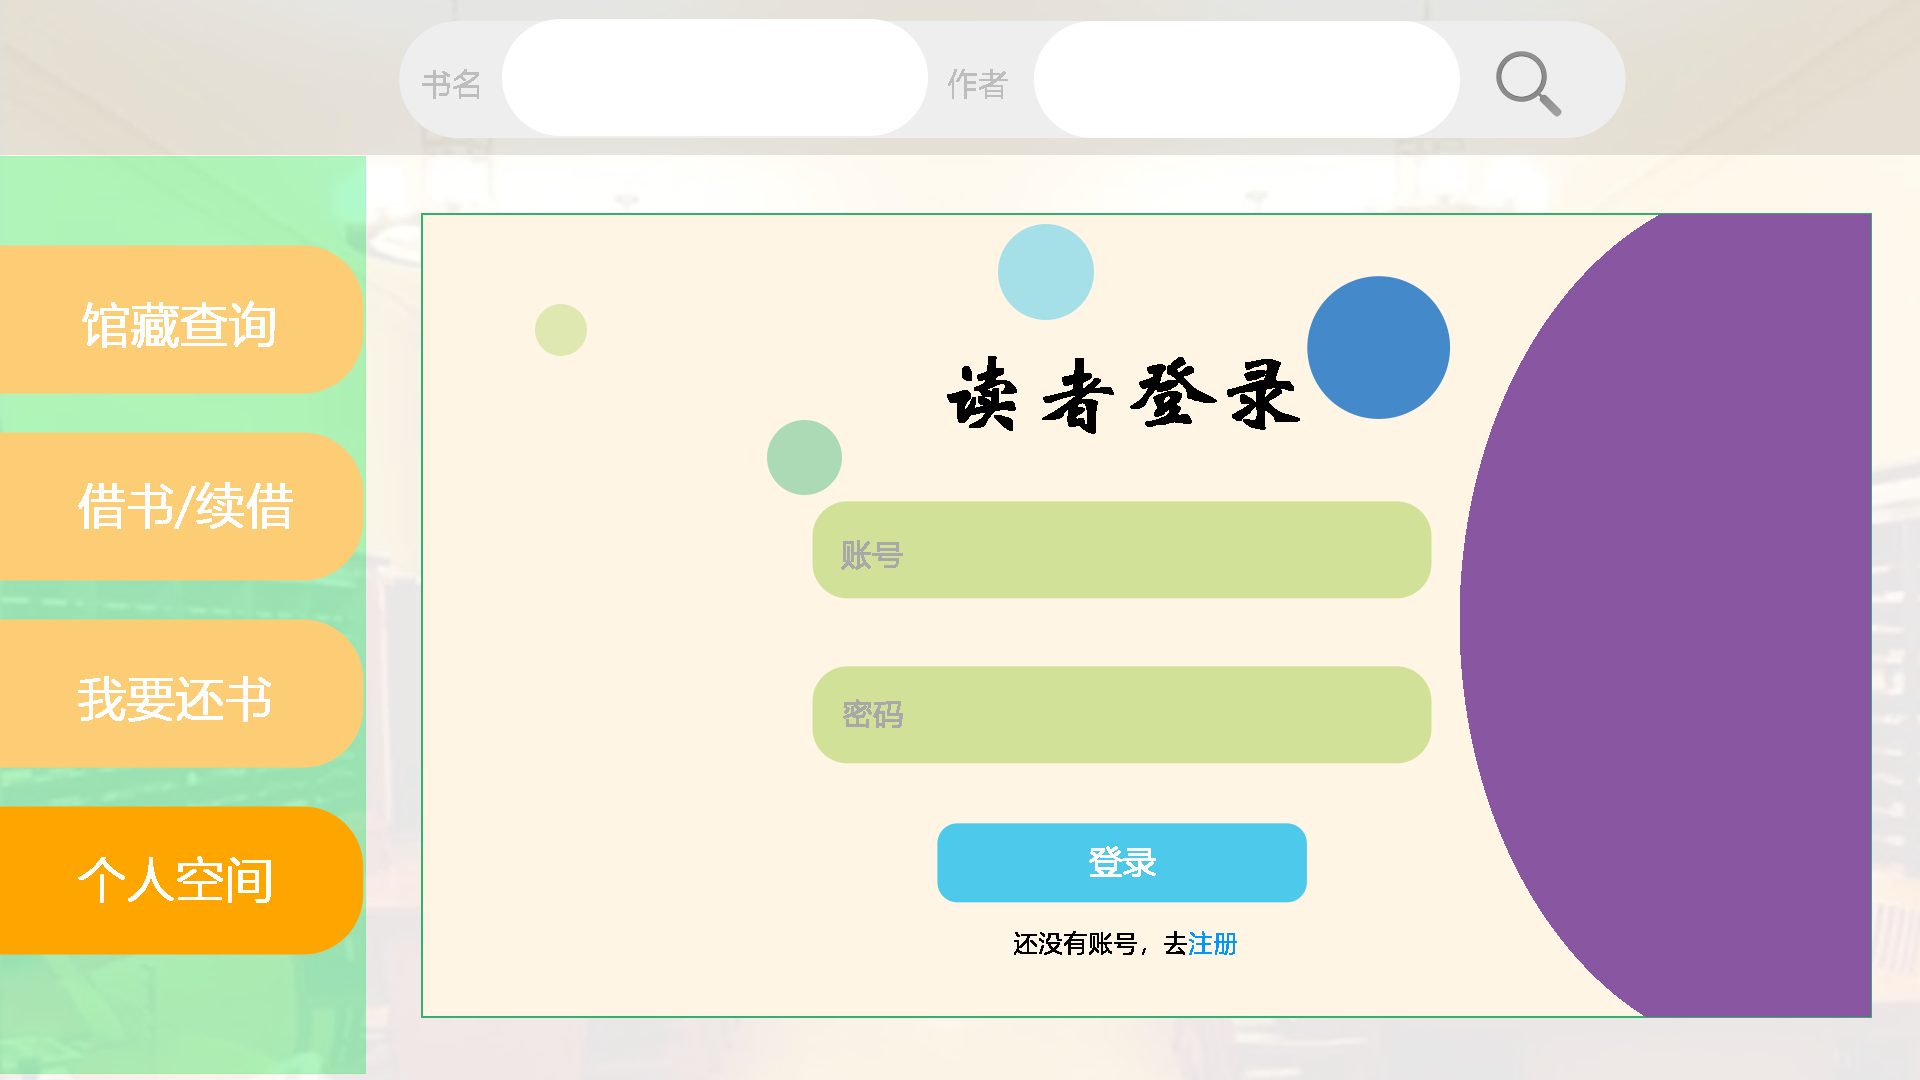 书名 作者
馆藏查询
借书/续借
我要还书
个人空间
读者登录
账号
密码
登录
还没有账号，去注册